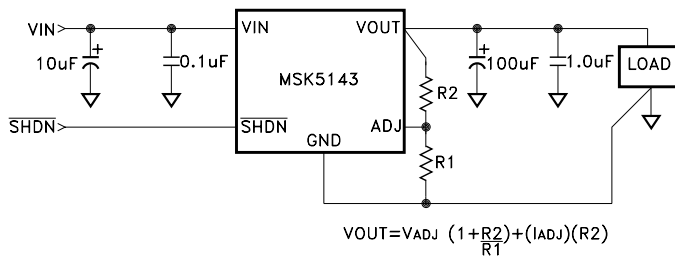 VIN
VIN
VOUT
10uF
+
0.1uF
MSK5143
R2
+
100uF
1.0uF
LOAD
SHDN
SHDN
ADJ
GND
R1
VOUT=VADJ (1+R2/R1)+(IADJ)(R2)